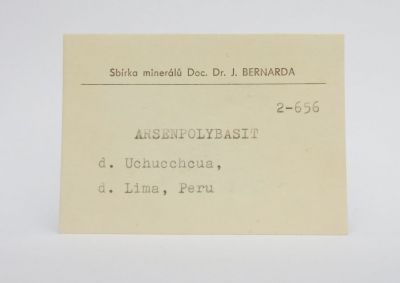 Sbírka minerálů Doc. Dr. J. BERNARDA
2-656
ARSENPOLYBASIT
d. Uchucchcua,
d. Lima, Peru